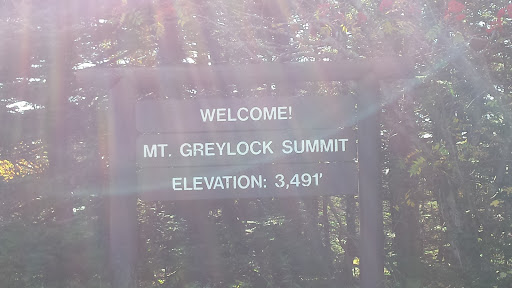 WELCOME!
MT. GREYLOCK SUMMIT
ELEVATION: 3,491'